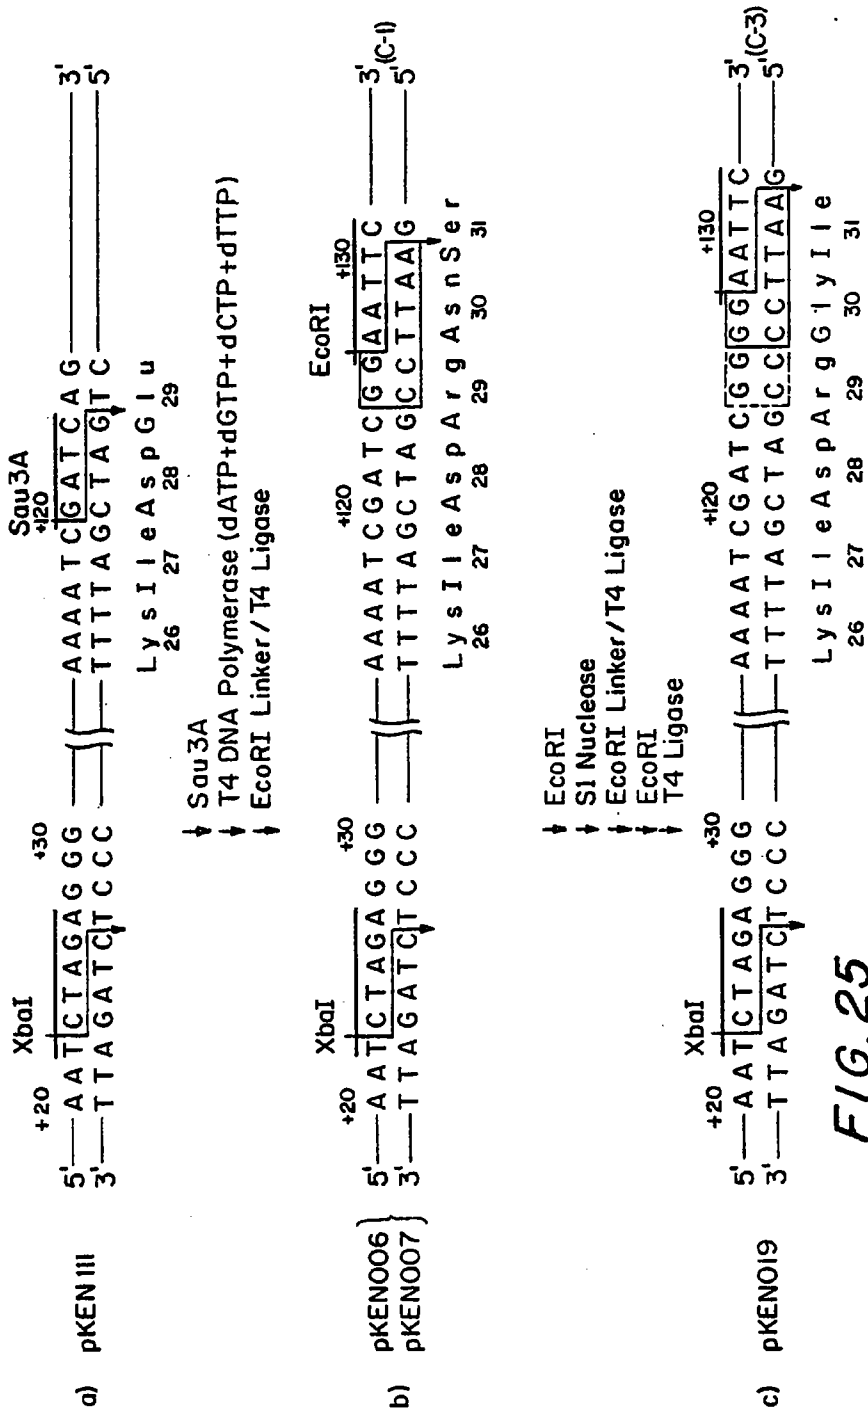 a) pKEN111
XbaI
Sau3A
+20
+30
+120
5' A A T C T A G A G G G A A A A T C G A T C A G 3'
3' T T A G A T C T C C C T T T T A G C T A G T C 5'
Lys Ile Asp Glu
26 27 28 29
Sau3A
T4 DNA Polymerase (dATP+dGTP+dCTP+dTTP)
EcoRI Linker/T4 Ligase
b) pKEN006
pKEN007
XbaI
EcoRI
+20
+30
+120
+130
5' A A T C T A G A G G G A A A A T C G A T C G G A A T T C 3'
(C-1)
3' T T A G A T C T C C C T T T T A G C T A G C C T T A A G 5'
Lys Ile Asp Arg Asn Ser
26 27 28 29 30 31
EcoRI
S1 Nuclease
EcoRI Linker/T4 Ligase
EcoRI
T4 Ligase
c) pKEN019
XbaI
+20
+30
+120
+130
5' A A T C T A G A G G G A A A A T C G A T C G G G G A A T T C 3'
(C-3)
3' T T A G A T C T C C C T T T T A G C T A G C C C C T T A A G 5'
Lys Ile Asp Arg Gly Ile
26 27 28 29 30 31
FIG. 25